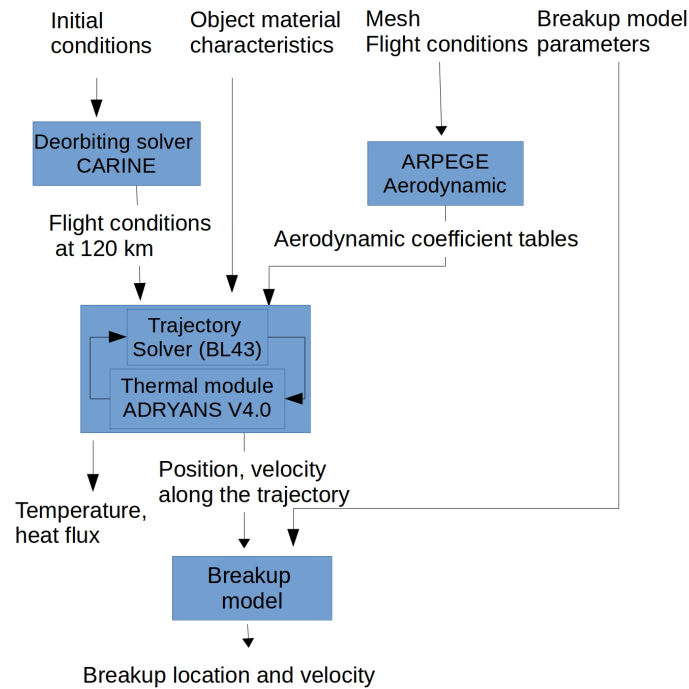 Initial
conditions
Object material
characteristics
Mesh
Flight conditions
Breakup model
parameters
Deorbiting solver
CARINE
ARPEGE
Aerodynamic
Flight conditions
at 120 km
Aerodynamic coefficient tables
Trajectory
Solver (BL43)
Thermal module
ADRYANS V4.0
Position, velocity
along the trajectory
Temperature,
heat flux
Breakup
model
Breakup location and velocity